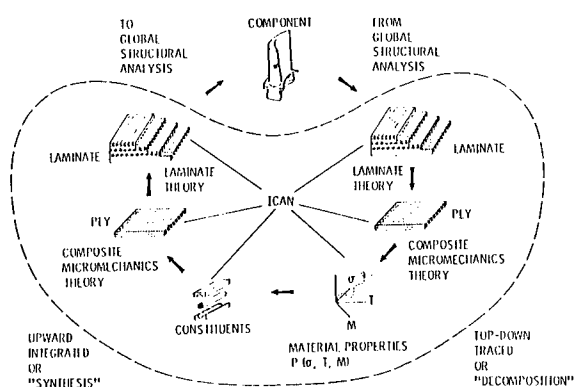 TO
GLOBAL
STRUCTURAL
ANALYSIS
COMPONENT
FROM
GLOBAL
STRUCTURAL
ANALYSIS
LAMINATE
LAMINATE
THEORY
LAMINATE
THEORY
LAMINATE
ICAN
PLY
PLY
COMPOSITE
MICROMECHANICS
THEORY
COMPOSITE
MICROMECHANICS
THEORY
CONSTITUENTS
σ
T
M
MATERIAL PROPERTIES
P (σ, T, M)
UPWARD
INTEGRATED
OR
"SYNTHESIS"
TOP-DOWN
TRACED
OR
"DECOMPOSITION"